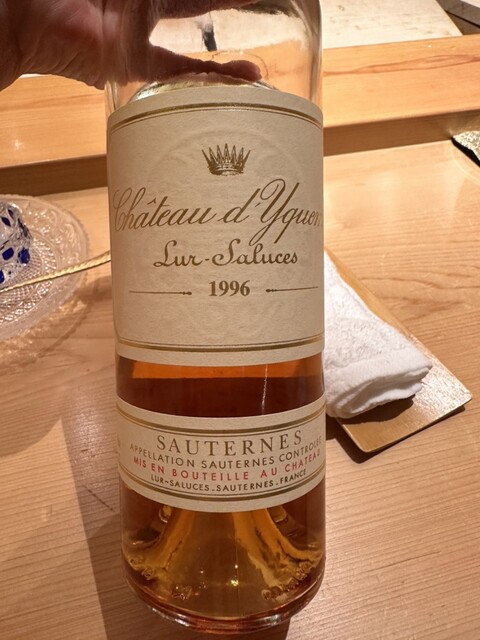 Château d'Yquem
Lur-Saluces
1996
SAUTERNES
APPELLATION SAUTERNES CONTROLÉE
MIS EN BOUTEILLE AU CHATEAU
LUR-SALUCES-SAUTERNES-FRANCE